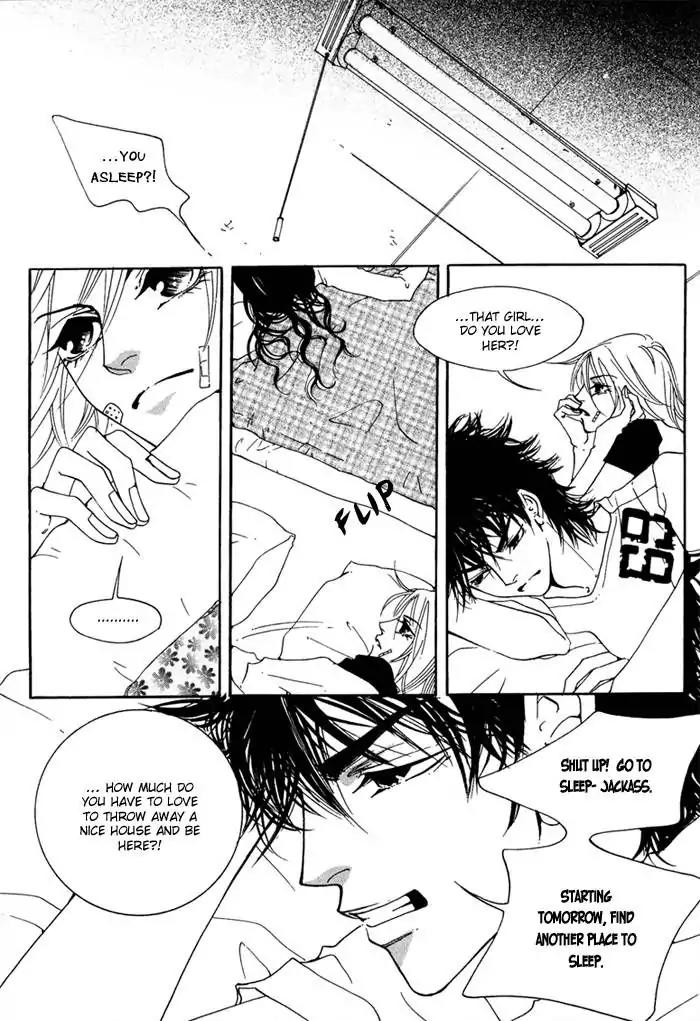 ...YOU
ASLEEP?!
...........
FLIP
...THAT GIRL...
DO YOU LOVE
HER?!
69
... HOW MUCH DO
YOU HAVE TO LOVE
TO THROW AWAY A
NICE HOUSE AND BE
HERE?!
SHUT UP! GO TO
SLEEP- JACKASS.
STARTING
TOMORROW, FIND
ANOTHER PLACE TO
SLEEP.